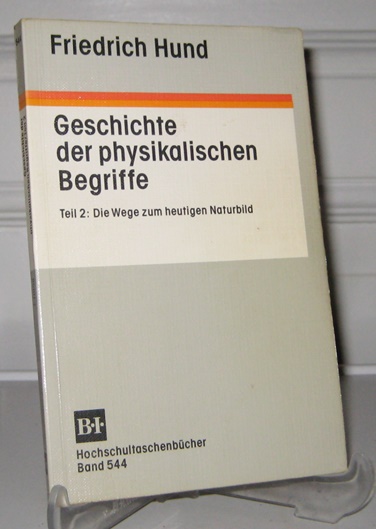 Friedrich Hund
Geschichte
der physikalischen
Begriffe
Teil 2: Die Wege zum heutigen Naturbild
B·I·
Hochschultaschenbücher
Band 544